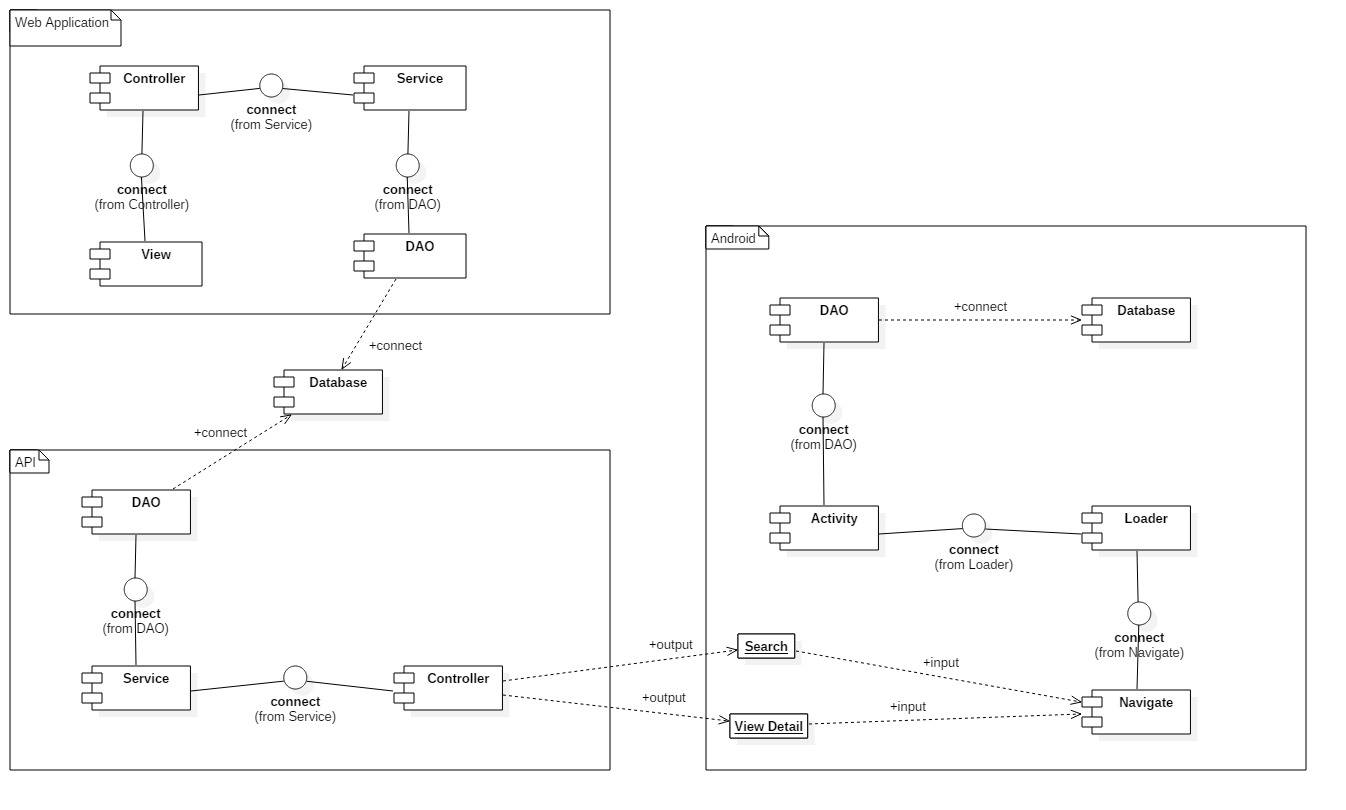 Web Application
Controller
Service
connect
(from Service)
connect
(from Controller)
connect
(from DAO)
View
DAO
+connect
Database
+connect
API
DAO
connect
(from DAO)
Service
connect
(from Service)
Controller
+output
+output
Android
DAO
+connect
Database
connect
(from DAO)
Activity
connect
(from Loader)
Loader
connect
(from Navigate)
Search
+input
View Detail
+input
Navigate